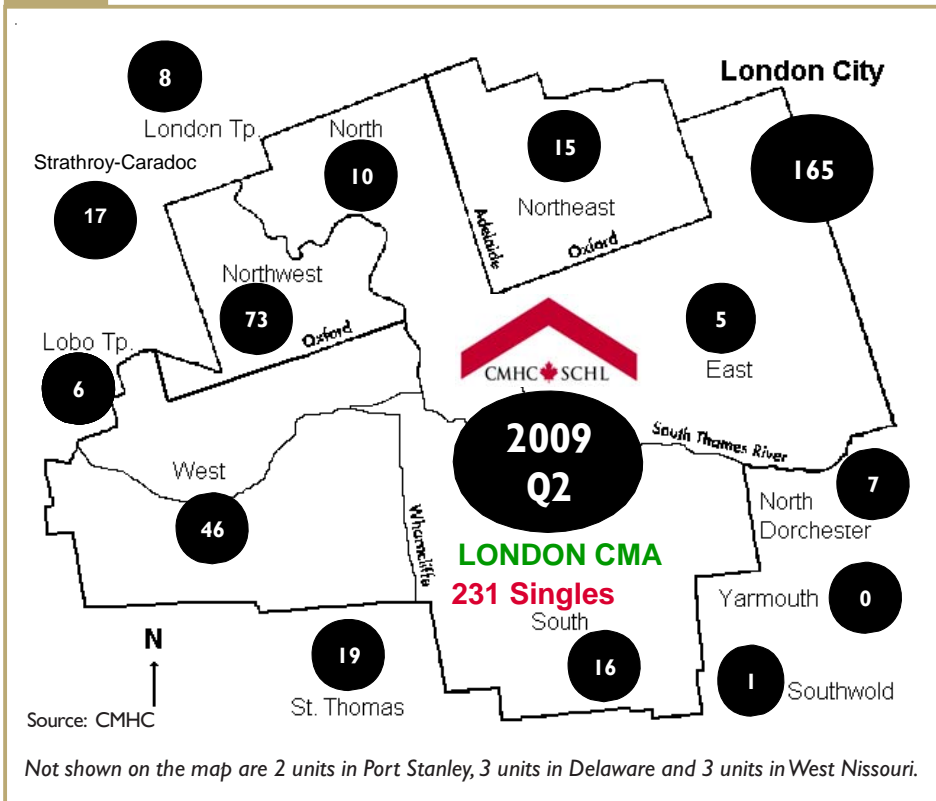 London City
8
London Tp.
North
15
165
Strathroy-Caradoc
10
17
Northeast
Adelaide
Oxford
Northwest
73
Oxford
5
Lobo Tp.
CMHC SCHL
East
6
2009
Q2
South Thames River
West
7
North
Dorchester
46
Wharncliffe
LONDON CMA
231 Singles
Yarmouth
0
South
N
19
16
1
Southwold
St. Thomas
Source: CMHC
Not shown on the map are 2 units in Port Stanley, 3 units in Delaware and 3 units in West Nissouri.